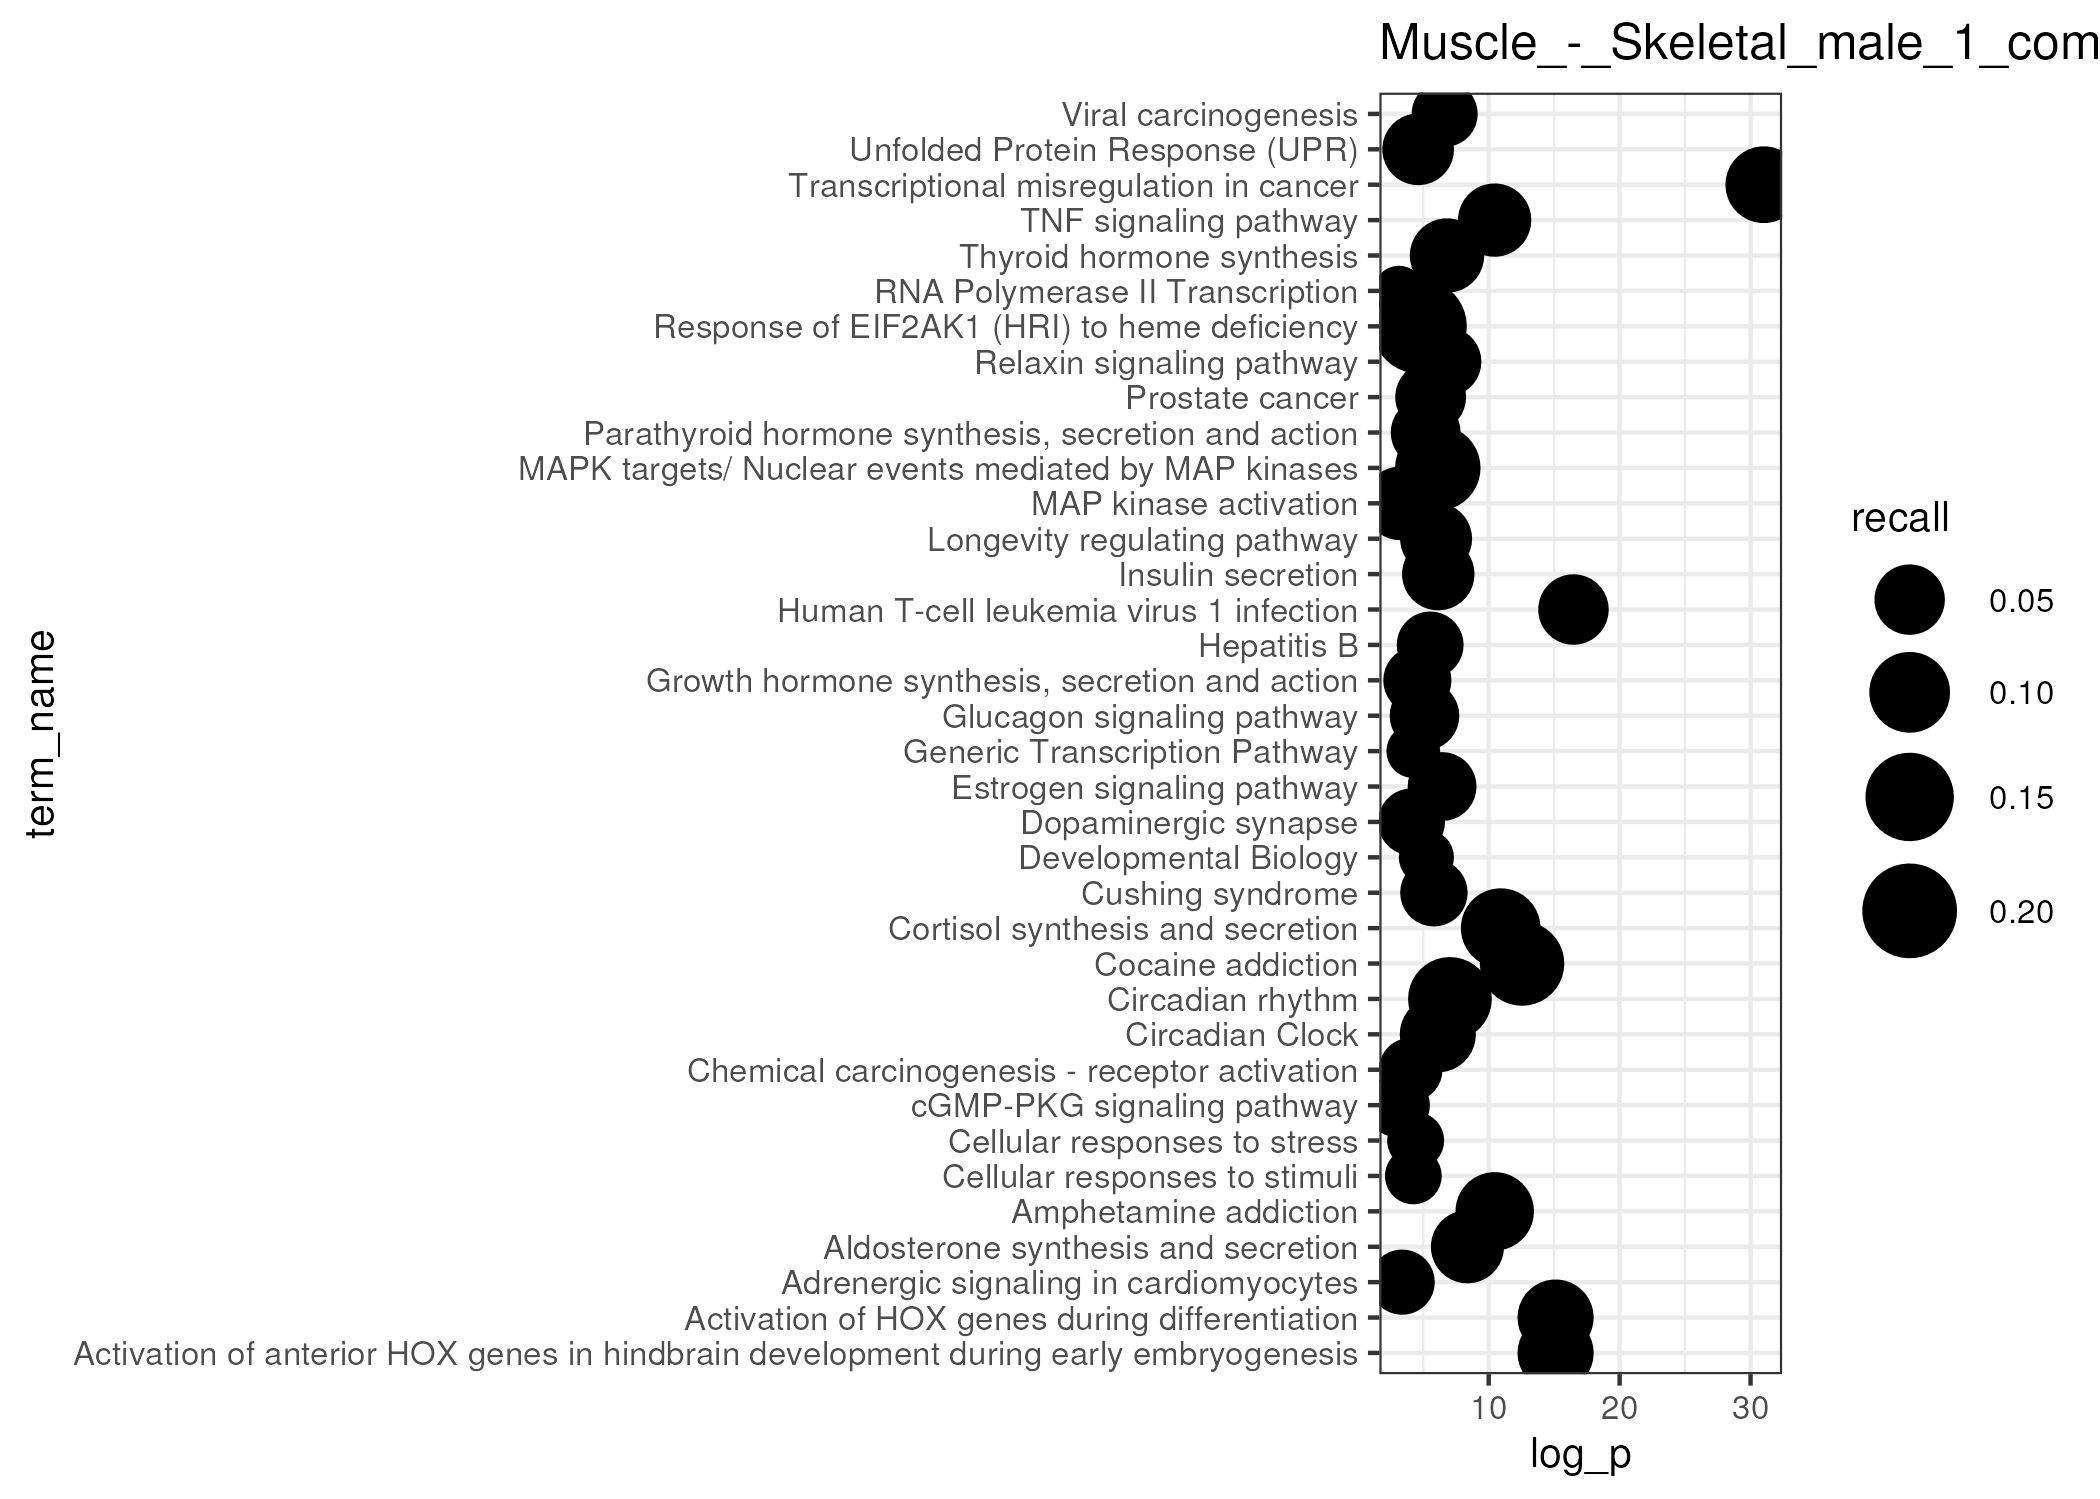 Muscle_-_Skeletal_male_1_com
Viral carcinogenesis
Unfolded Protein Response (UPR)
Transcriptional misregulation in cancer
TNF signaling pathway
Thyroid hormone synthesis
RNA Polymerase II Transcription
Response of EIF2AK1 (HRI) to heme deficiency
Relaxin signaling pathway
Prostate cancer
Parathyroid hormone synthesis, secretion and action
MAPK targets/ Nuclear events mediated by MAP kinases
MAP kinase activation
Longevity regulating pathway
Insulin secretion
Human T-cell leukemia virus 1 infection
Hepatitis B
Growth hormone synthesis, secretion and action
Glucagon signaling pathway
Generic Transcription Pathway
Estrogen signaling pathway
Dopaminergic synapse
Developmental Biology
Cushing syndrome
Cortisol synthesis and secretion
Cocaine addiction
Circadian rhythm
Circadian Clock
Chemical carcinogenesis - receptor activation
cGMP-PKG signaling pathway
Cellular responses to stress
Cellular responses to stimuli
Amphetamine addiction
Aldosterone synthesis and secretion
Adrenergic signaling in cardiomyocytes
Activation of HOX genes during differentiation
Activation of anterior HOX genes in hindbrain development during early embryogenesis
term_name
10 20 30
log_p
recall
0.05
0.10
0.15
0.20